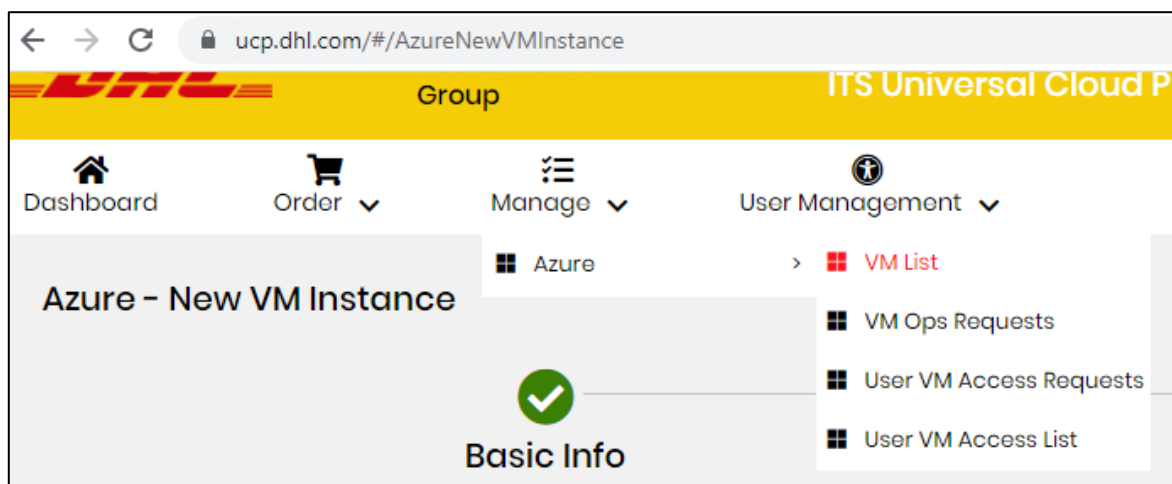 ucp.dhl.com/#/AzureNewVMInstance
Group
ITS Universal Cloud P
Dashboard
Order
Manage
User Management
Azure
VM List
Azure - New VM Instance
VM Ops Requests
User VM Access Requests
Basic Info
User VM Access List